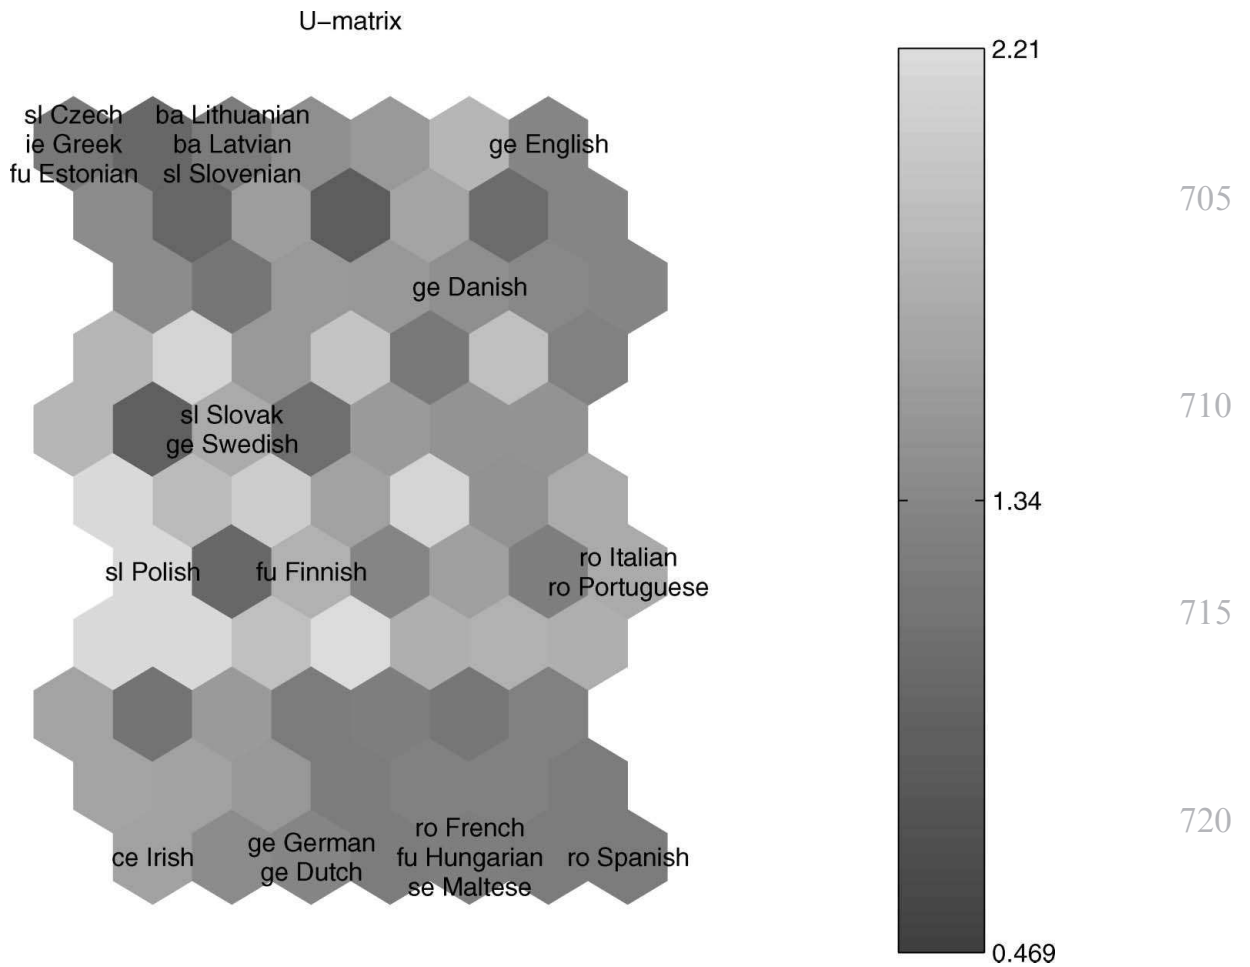 U-matrix
2.21
sl Czech
ie Greek
fu Estonian
ba Lithuanian
ba Latvian
sl Slovenian
ge English
705
ge Danish
sl Slovak
ge Swedish
710
1.34
sl Polish
fu Finnish
ro Italian
ro Portuguese
715
ce Irish
ge German
ge Dutch
ro French
fu Hungarian
se Maltese
ro Spanish
720
0.469